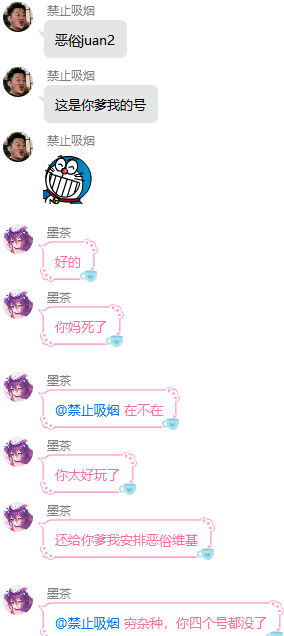 禁止吸烟
恶俗juan2
禁止吸烟
这是你爹我的号
禁止吸烟
墨茶
好的
墨茶
你妈死了
墨茶
@禁止吸烟 在不在
墨茶
你太好玩了
墨茶
还给你爹我安排恶俗维基
墨茶
@禁止吸烟 穷杂种，你四个号都没了